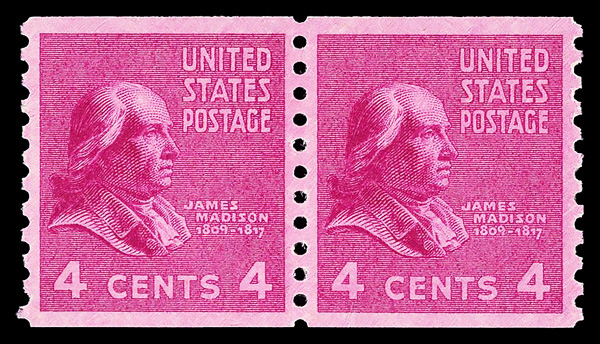 UNITED
STATES
POSTAGE
JAMES
MADISON
1809-1817
4 CENTS 4
UNITED
STATES
POSTAGE
JAMES
MADISON
1809-1817
4 CENTS 4